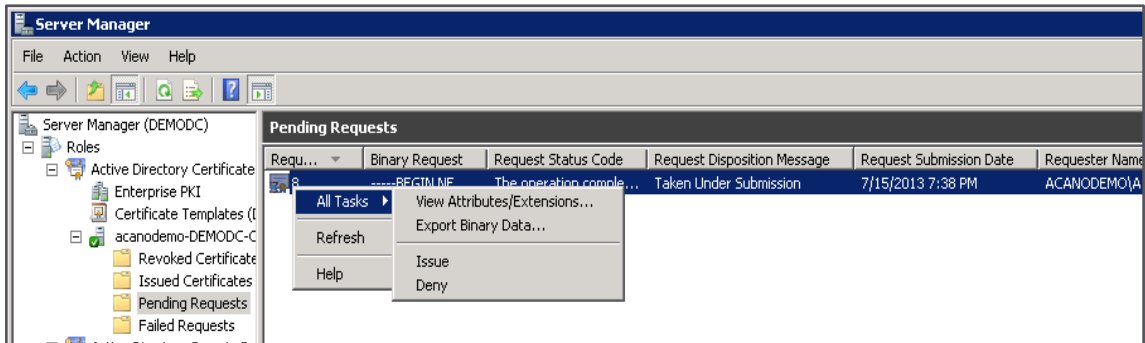 Server Manager
File Action View Help
Server Manager (DEMODC)
Roles
Active Directory Certificate
Enterprise PKI
Certificate Templates (
acanodemo-DEMODC-C
Revoked Certificate
Issued Certificates
Pending Requests
Failed Requests
Pending Requests
Requ... Binary Request Request Status Code Request Disposition Message Request Submission Date Requester Name
8 -----BEGIN NE... The operation comple... Taken Under Submission 7/15/2013 7:38 PM ACANODEMO\A
All Tasks
Refresh
Help
View Attributes/Extensions...
Export Binary Data...
Issue
Deny